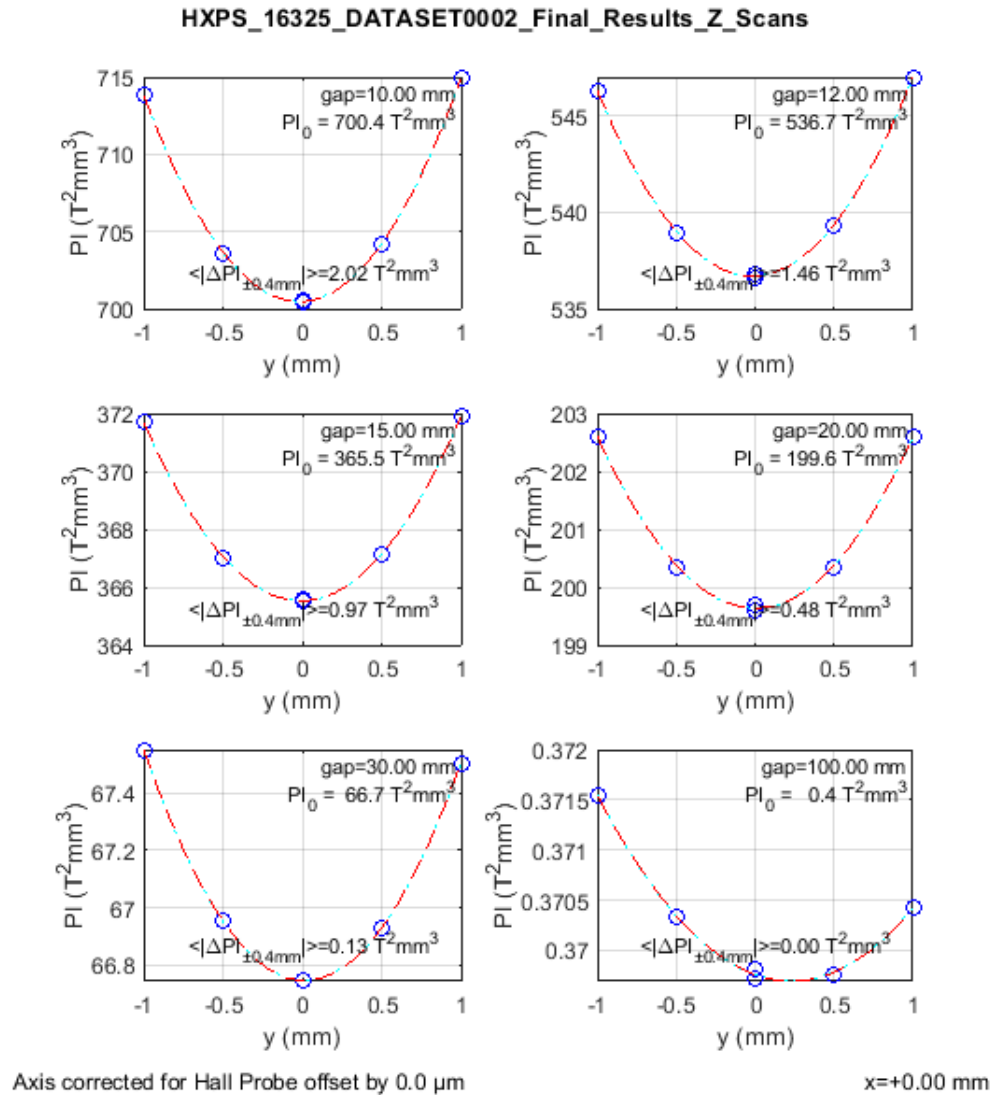 HXPS_16325_DATASET0002_Final_Results_Z_Scans
715
710
705
700
PI (T²mm³)
gap=10.00 mm
PI₀ = 700.4 T²mm³
<|ΔPI±0.4mm|>=2.02 T²mm³
-1 -0.5 0 0.5 1
y (mm)
545
540
535
PI (T²mm³)
gap=12.00 mm
PI₀ = 536.7 T²mm³
<|ΔPI±0.4mm|>=1.46 T²mm³
-1 -0.5 0 0.5 1
y (mm)
372
370
368
366
364
PI (T²mm³)
gap=15.00 mm
PI₀ = 365.5 T²mm³
<|ΔPI±0.4mm|>=0.97 T²mm³
-1 -0.5 0 0.5 1
y (mm)
203
202
201
200
199
PI (T²mm³)
gap=20.00 mm
PI₀ = 199.6 T²mm³
<|ΔPI±0.4mm|>=0.48 T²mm³
-1 -0.5 0 0.5 1
y (mm)
67.4
67.2
67
66.8
PI (T²mm³)
gap=30.00 mm
PI₀ = 66.7 T²mm³
<|ΔPI±0.4mm|>=0.13 T²mm³
-1 -0.5 0 0.5 1
y (mm)
0.372
0.3715
0.371
0.3705
0.37
PI (T²mm³)
gap=100.00 mm
PI₀ = 0.4 T²mm³
<|ΔPI±0.4mm|>=0.00 T²mm³
-1 -0.5 0 0.5 1
y (mm)
Axis corrected for Hall Probe offset by 0.0 µm
x=+0.00 mm